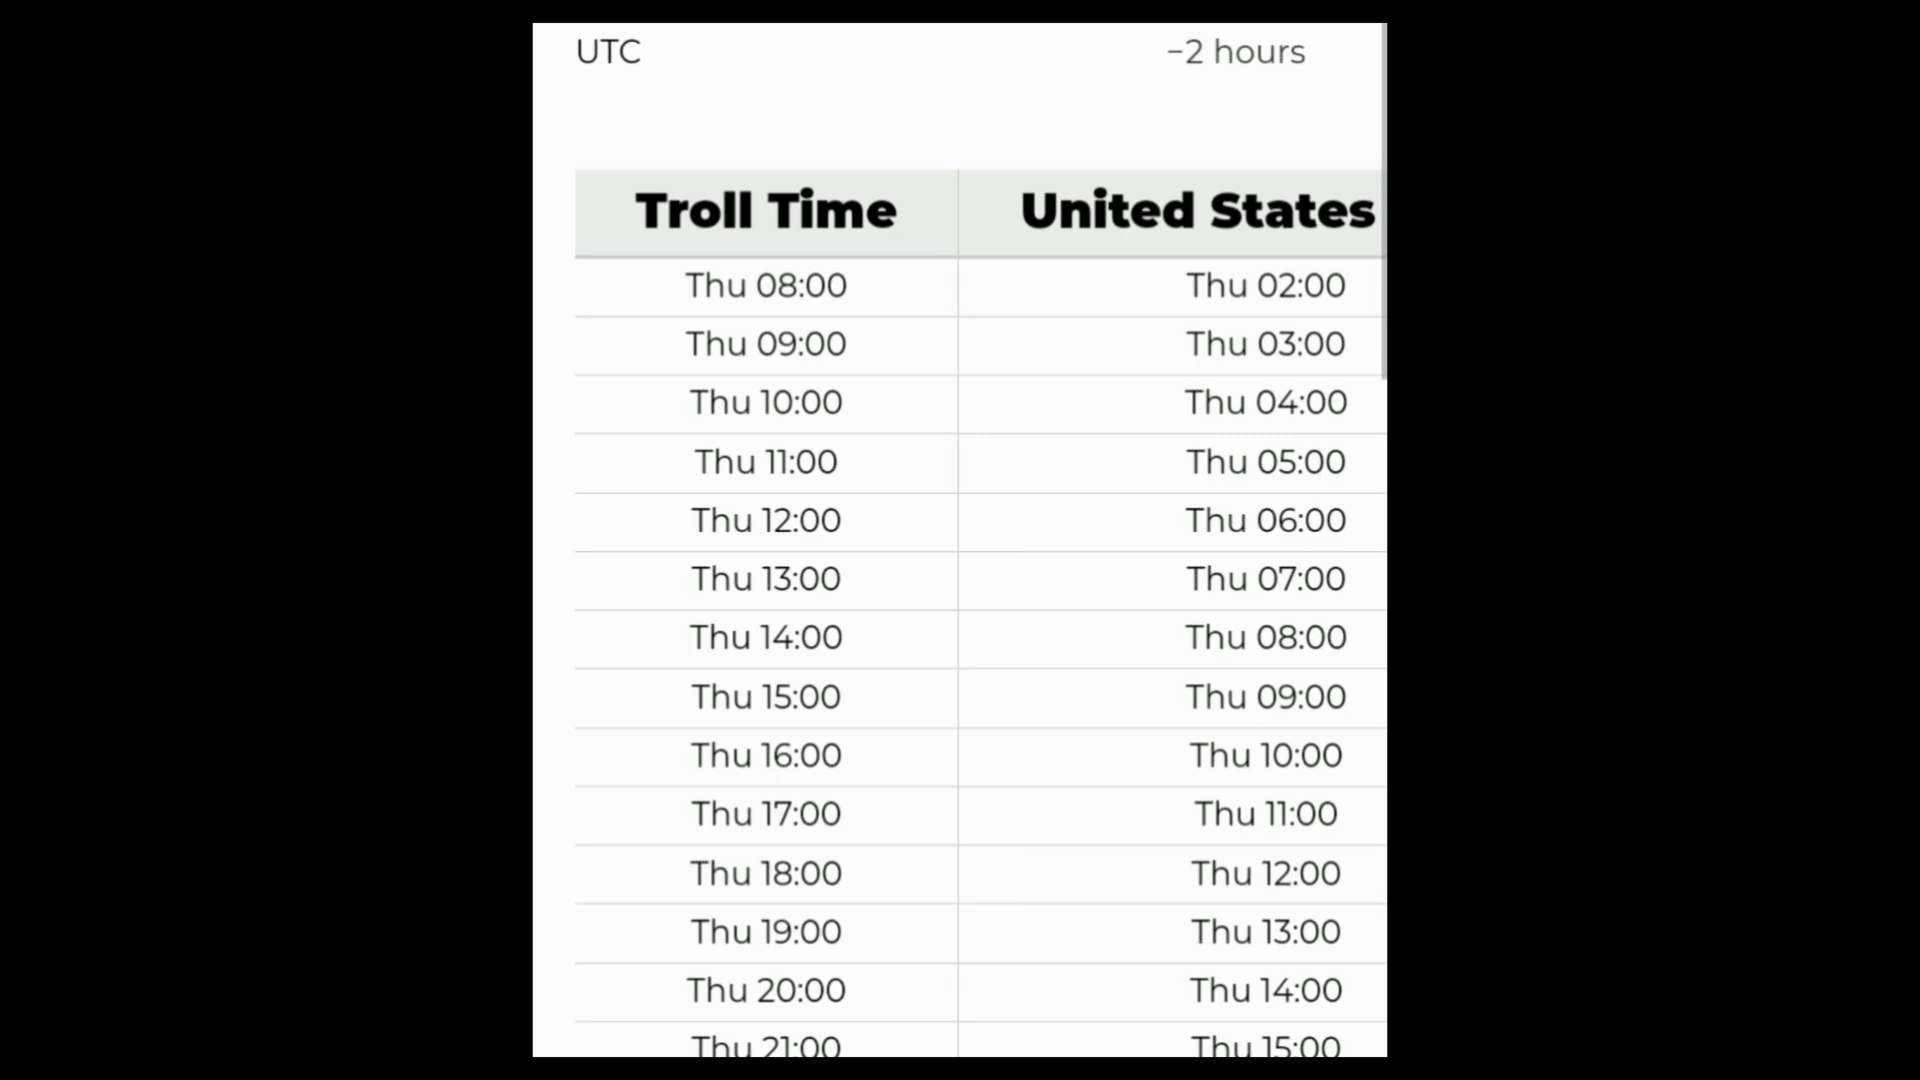 UTC −2 hours
Troll Time United States
Thu 08:00 Thu 02:00
Thu 09:00 Thu 03:00
Thu 10:00 Thu 04:00
Thu 11:00 Thu 05:00
Thu 12:00 Thu 06:00
Thu 13:00 Thu 07:00
Thu 14:00 Thu 08:00
Thu 15:00 Thu 09:00
Thu 16:00 Thu 10:00
Thu 17:00 Thu 11:00
Thu 18:00 Thu 12:00
Thu 19:00 Thu 13:00
Thu 20:00 Thu 14:00
Thu 21:00 Thu 15:00